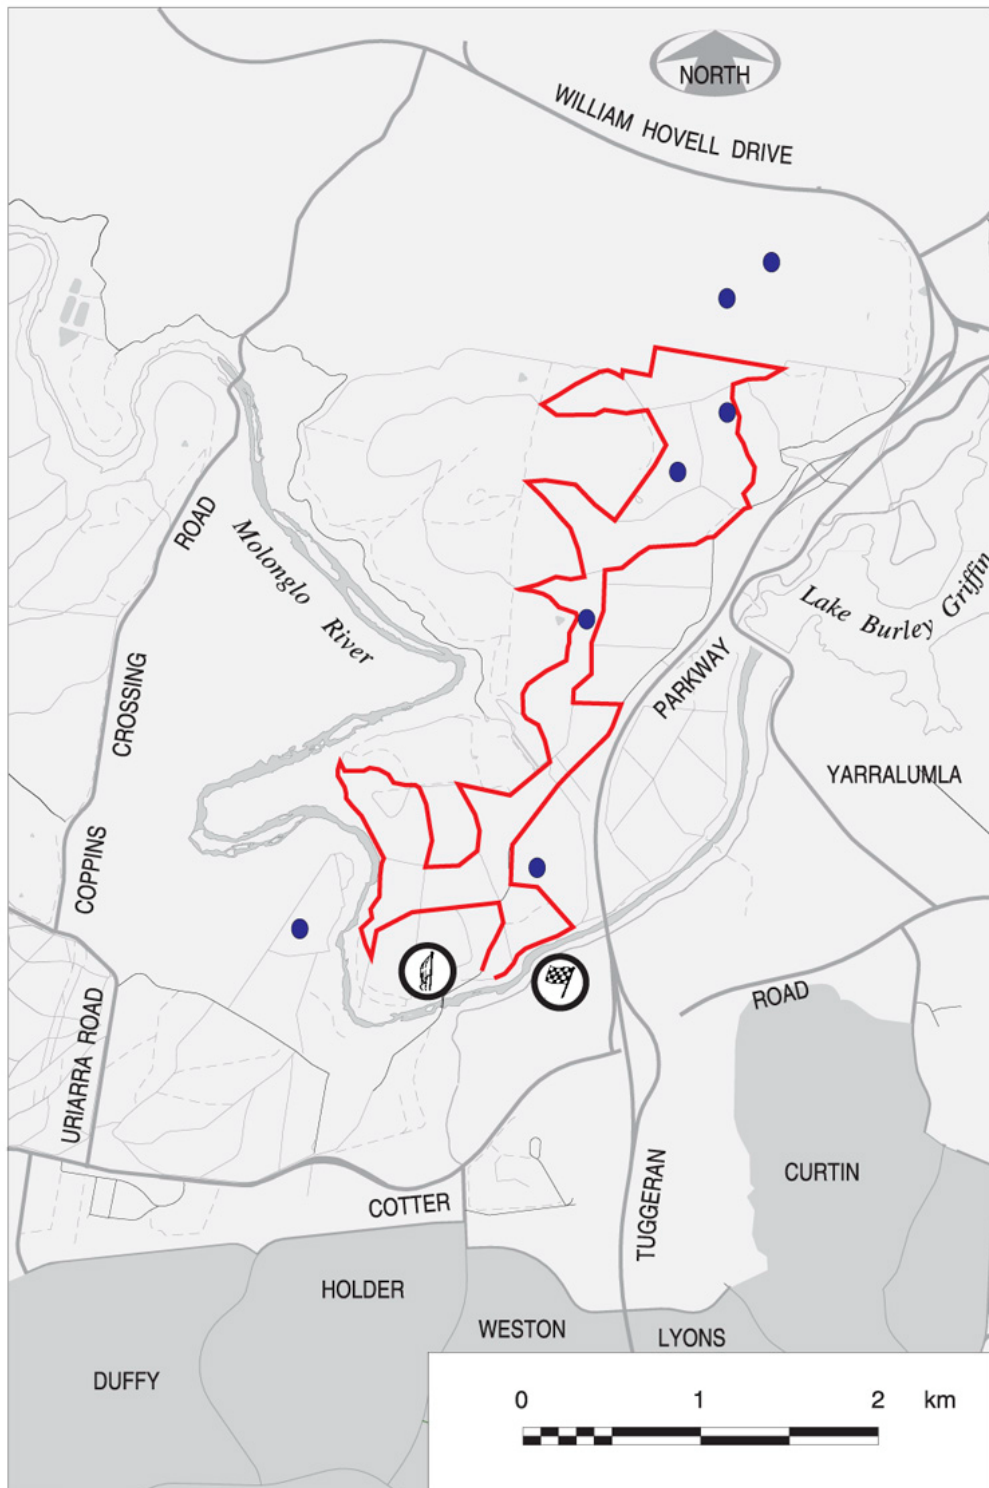 NORTH
WILLIAM HOVELL DRIVE
ROAD
Molonglo
River
Lake Burley Griffin
CROSSING
PARKWAY
YARRALUMLA
COPPINS
ROAD
URIARRA ROAD
CURTIN
COTTER
TUGGERAN
HOLDER
WESTON
LYONS
DUFFY
0 1 2 km